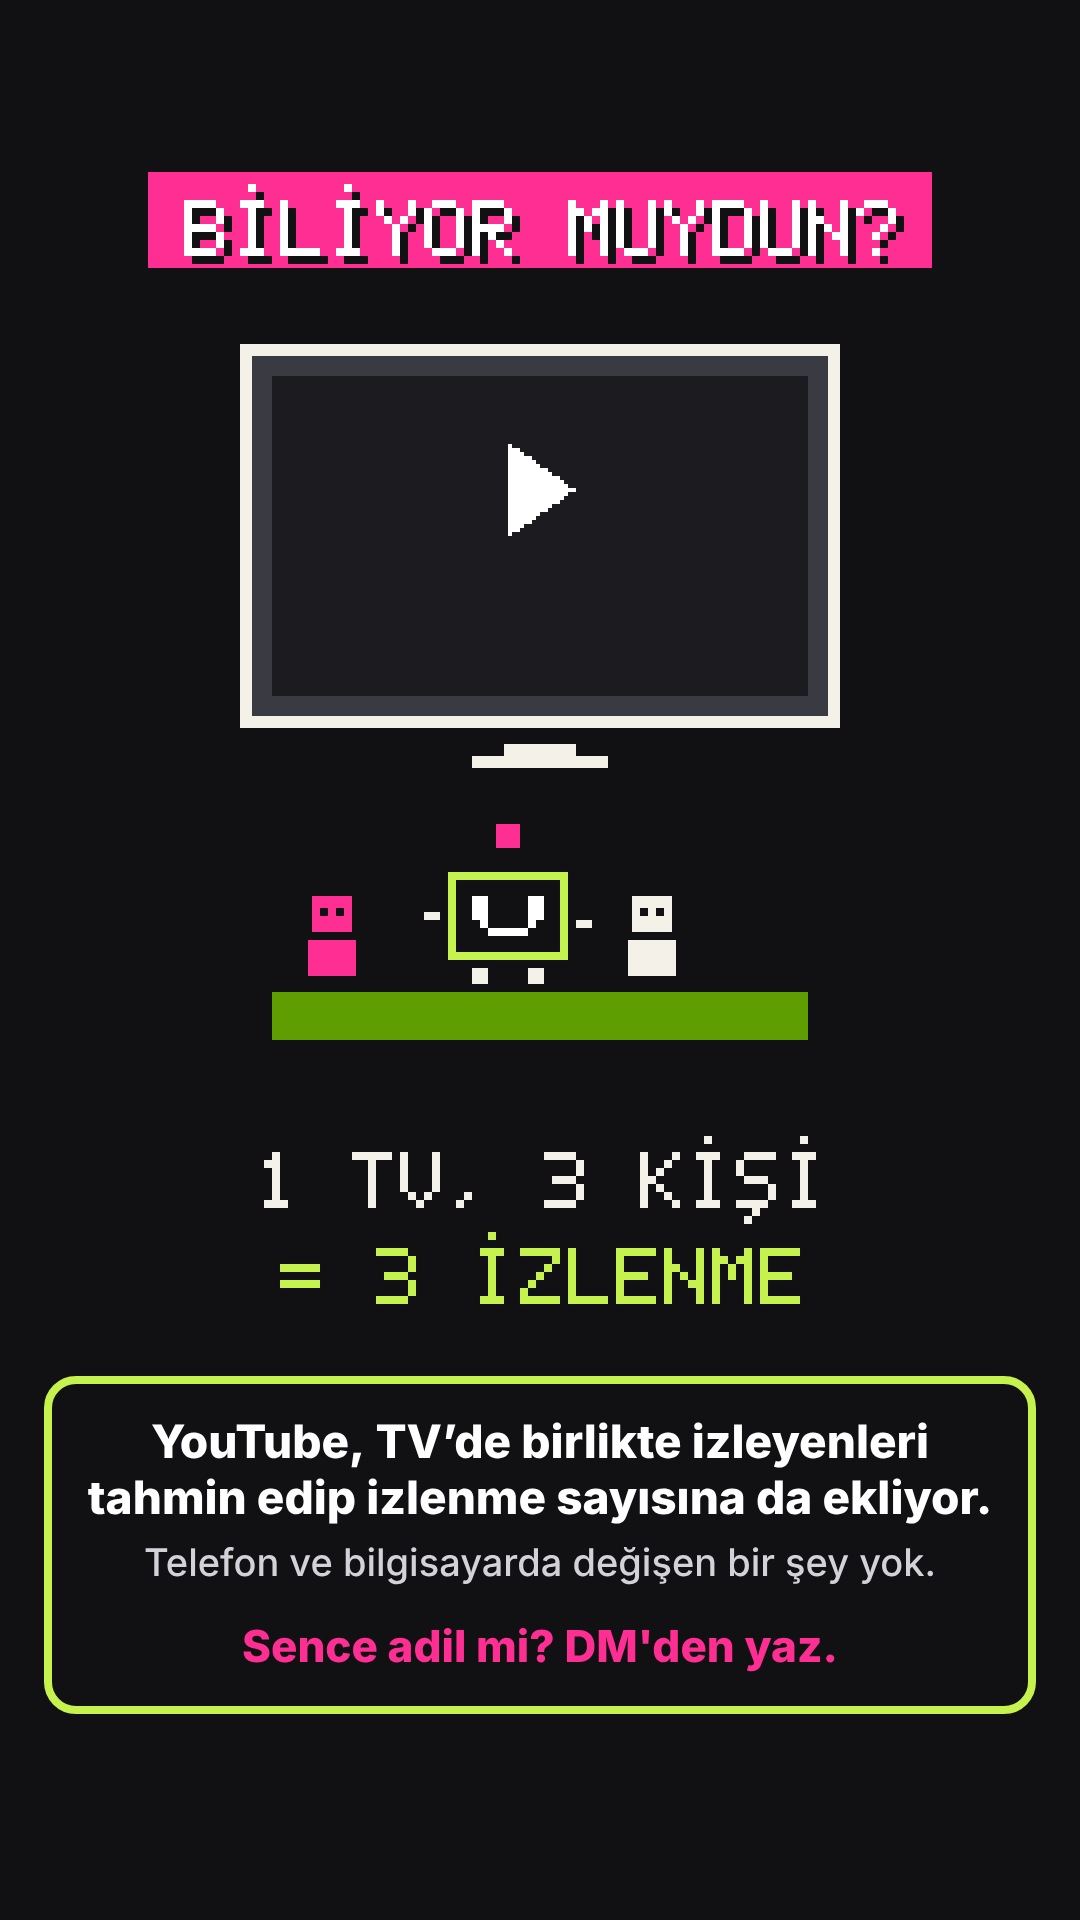 BİLİYOR MUYDUN?
1 TV, 3 KİŞİ
= 3 İZLENME
YouTube, TV’de birlikte izleyenleri
tahmin edip izlenme sayısına da ekliyor.
Telefon ve bilgisayarda değişen bir şey yok.
Sence adil mi? DM'den yaz.